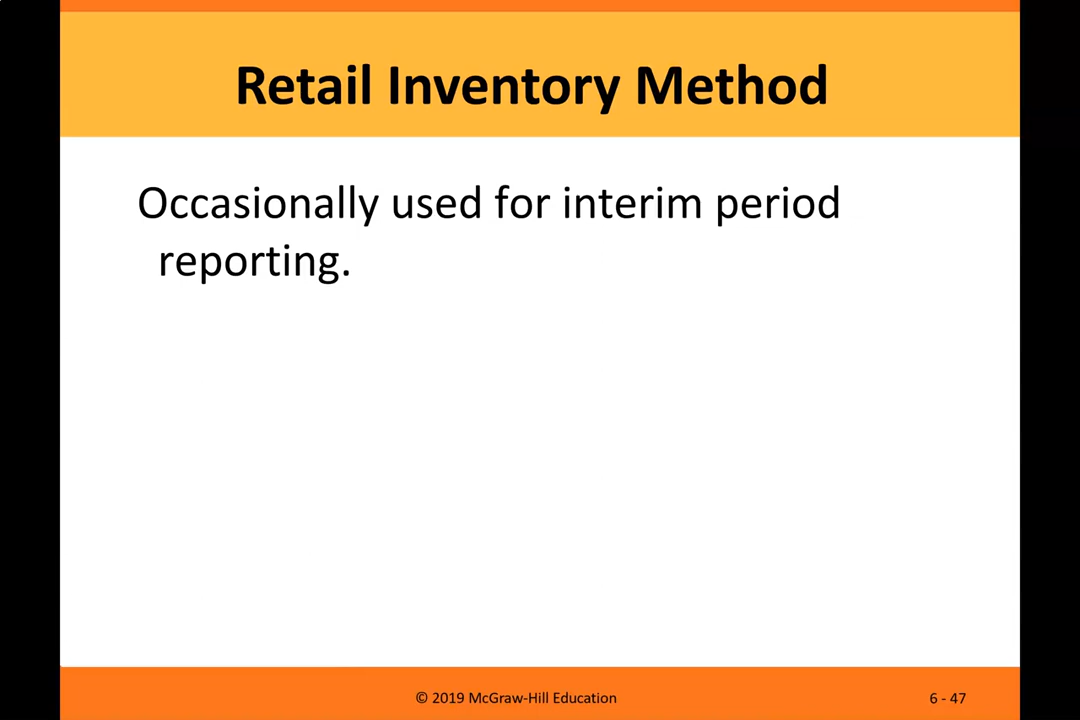 Retail Inventory Method
Occasionally used for interim period
reporting.
© 2019 McGraw-Hill Education
6 - 47